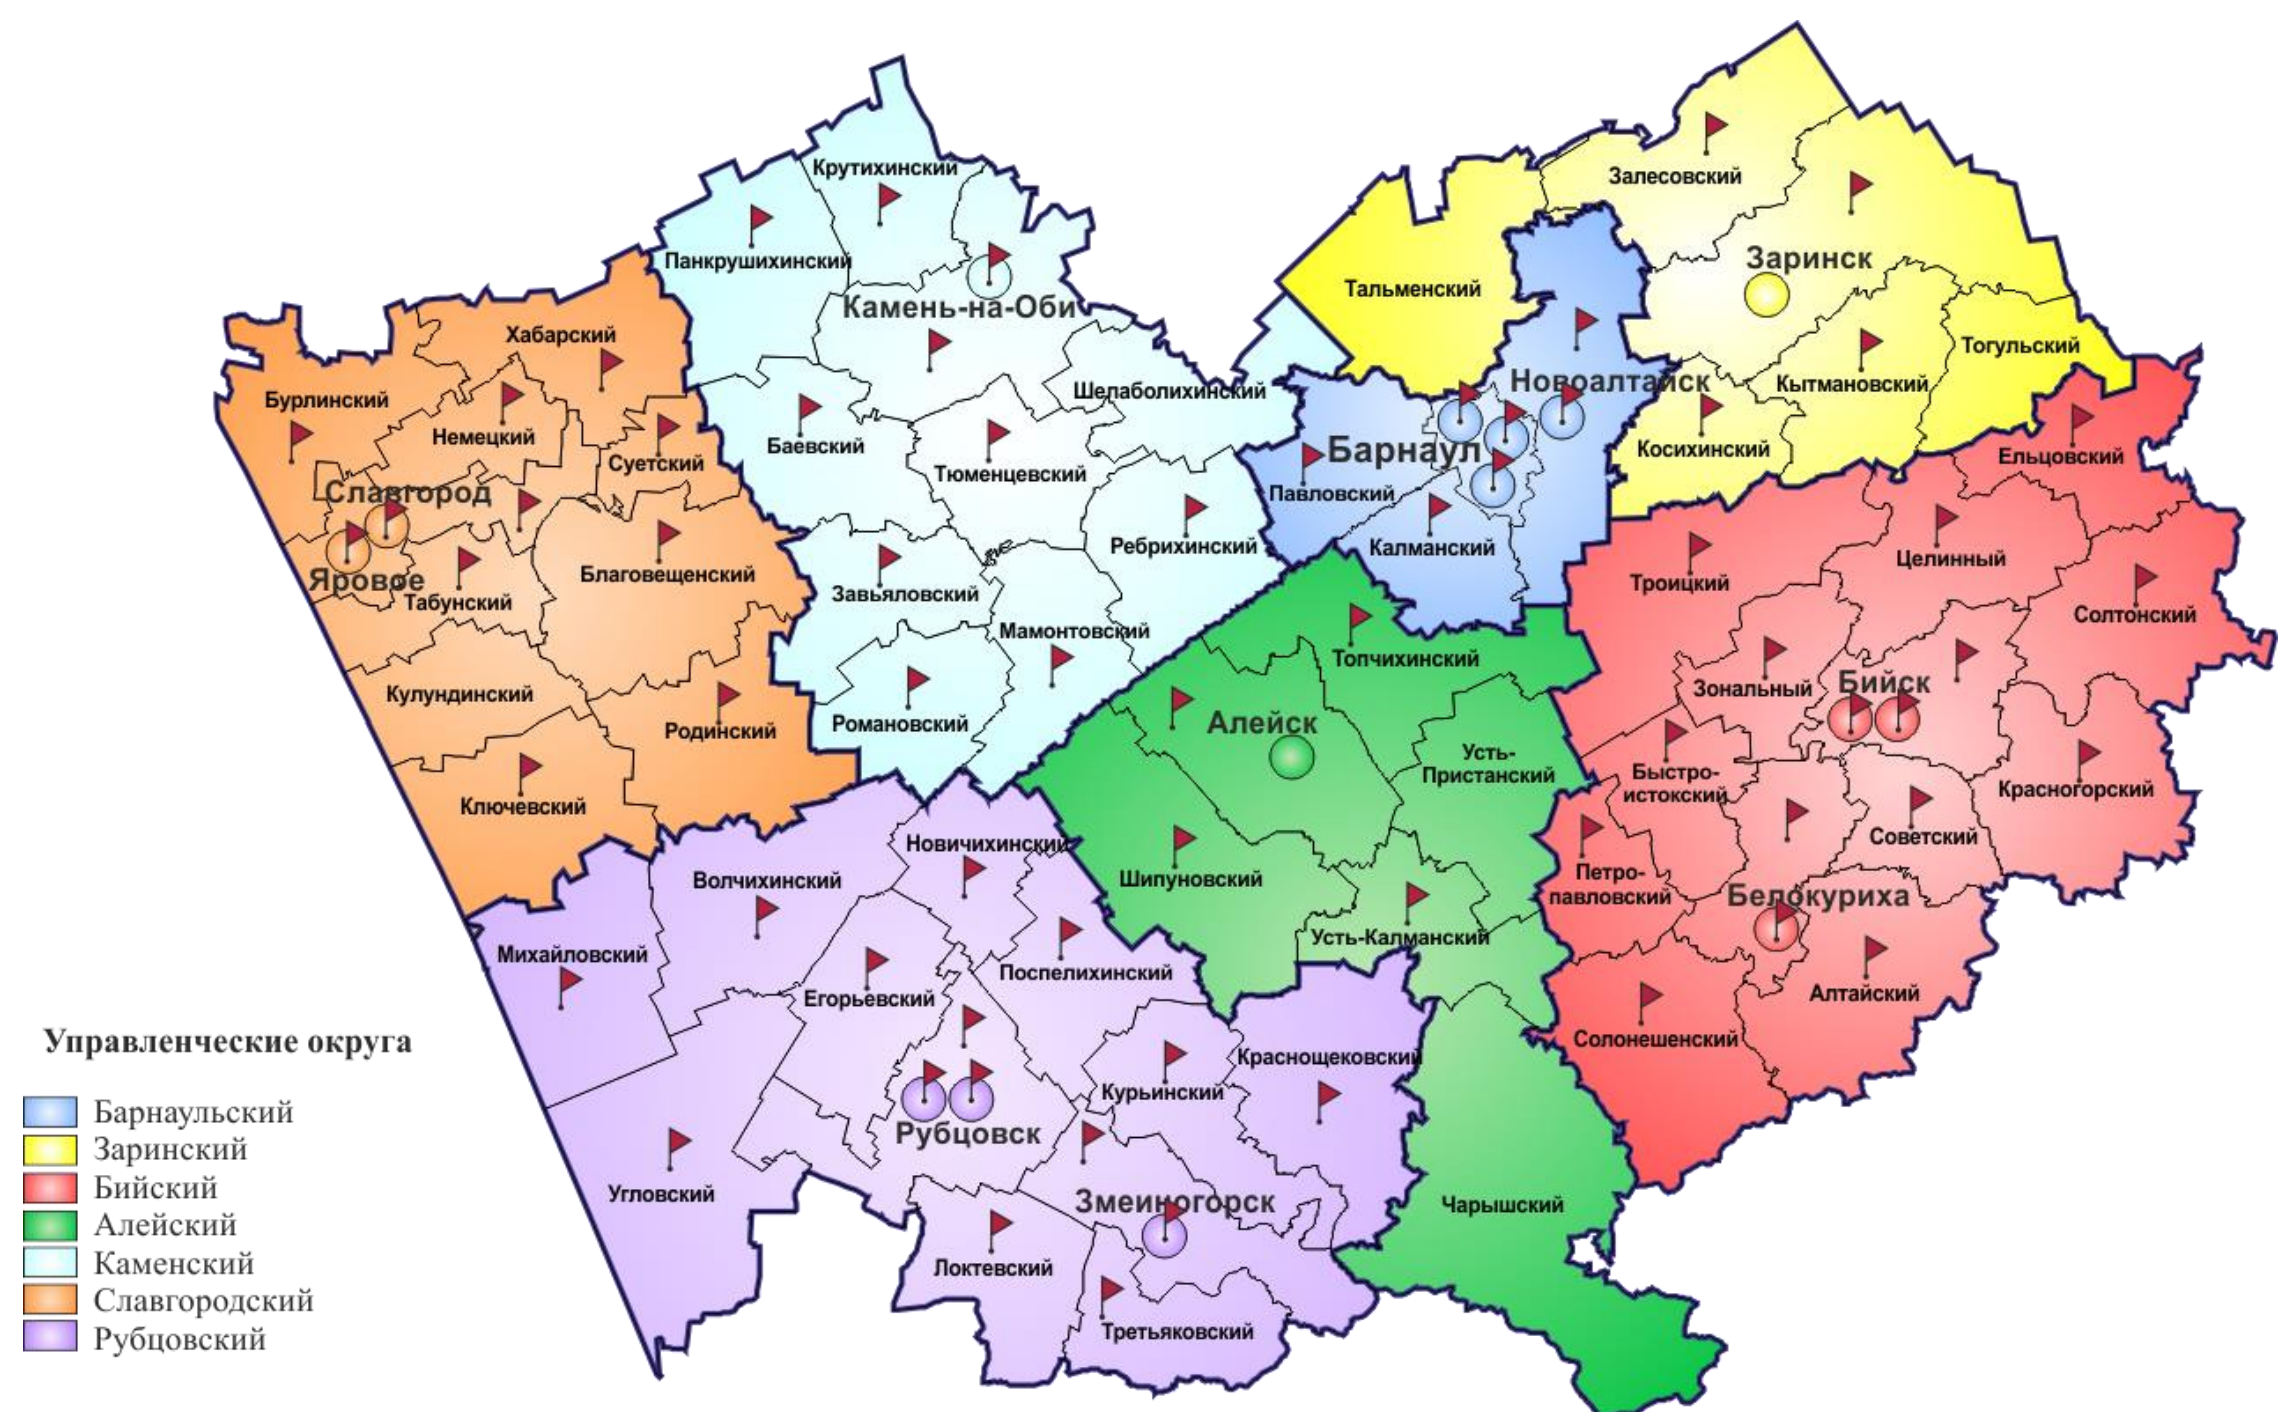 Крутихинский
Залесовский
Панкрушихинский
Заринск
Тальменский
Камень-на-Оби
Хабарский
Тогульский
Новоалтайск
Кытмановский
Шелаболихинский
Бурлинский
Немецкий
Баевский
Барнаул
Косихинский
Ельцовский
Суетский
Тюменцевский
Славгород
Павловский
Ребрихинский
Калманский
Целинный
Яровое
Благовещенский
Троицкий
Табунский
Завьяловский
Солтонский
Мамонтовский
Топчихинский
Кулундинский
Зональный
Бийск
Родинский
Романовский
Алейск
Усть-
Пристанский
Быстро-
истокский
Красногорский
Ключевский
Советский
Новичихинский
Волчихинский
Шипуновский
Петро-
павловский
Белокуриха
Усть-Калманский
Михайловский
Поспелихинский
Егорьевский
Алтайский
Солонешенский
Краснощековский
Курьинский
Рубцовск
Угловский
Змеиногорск
Чарышский
Локтевский
Третьяковский
Управленческие округа
Барнаульский
Заринский
Бийский
Алейский
Каменский
Славгородский
Рубцовский